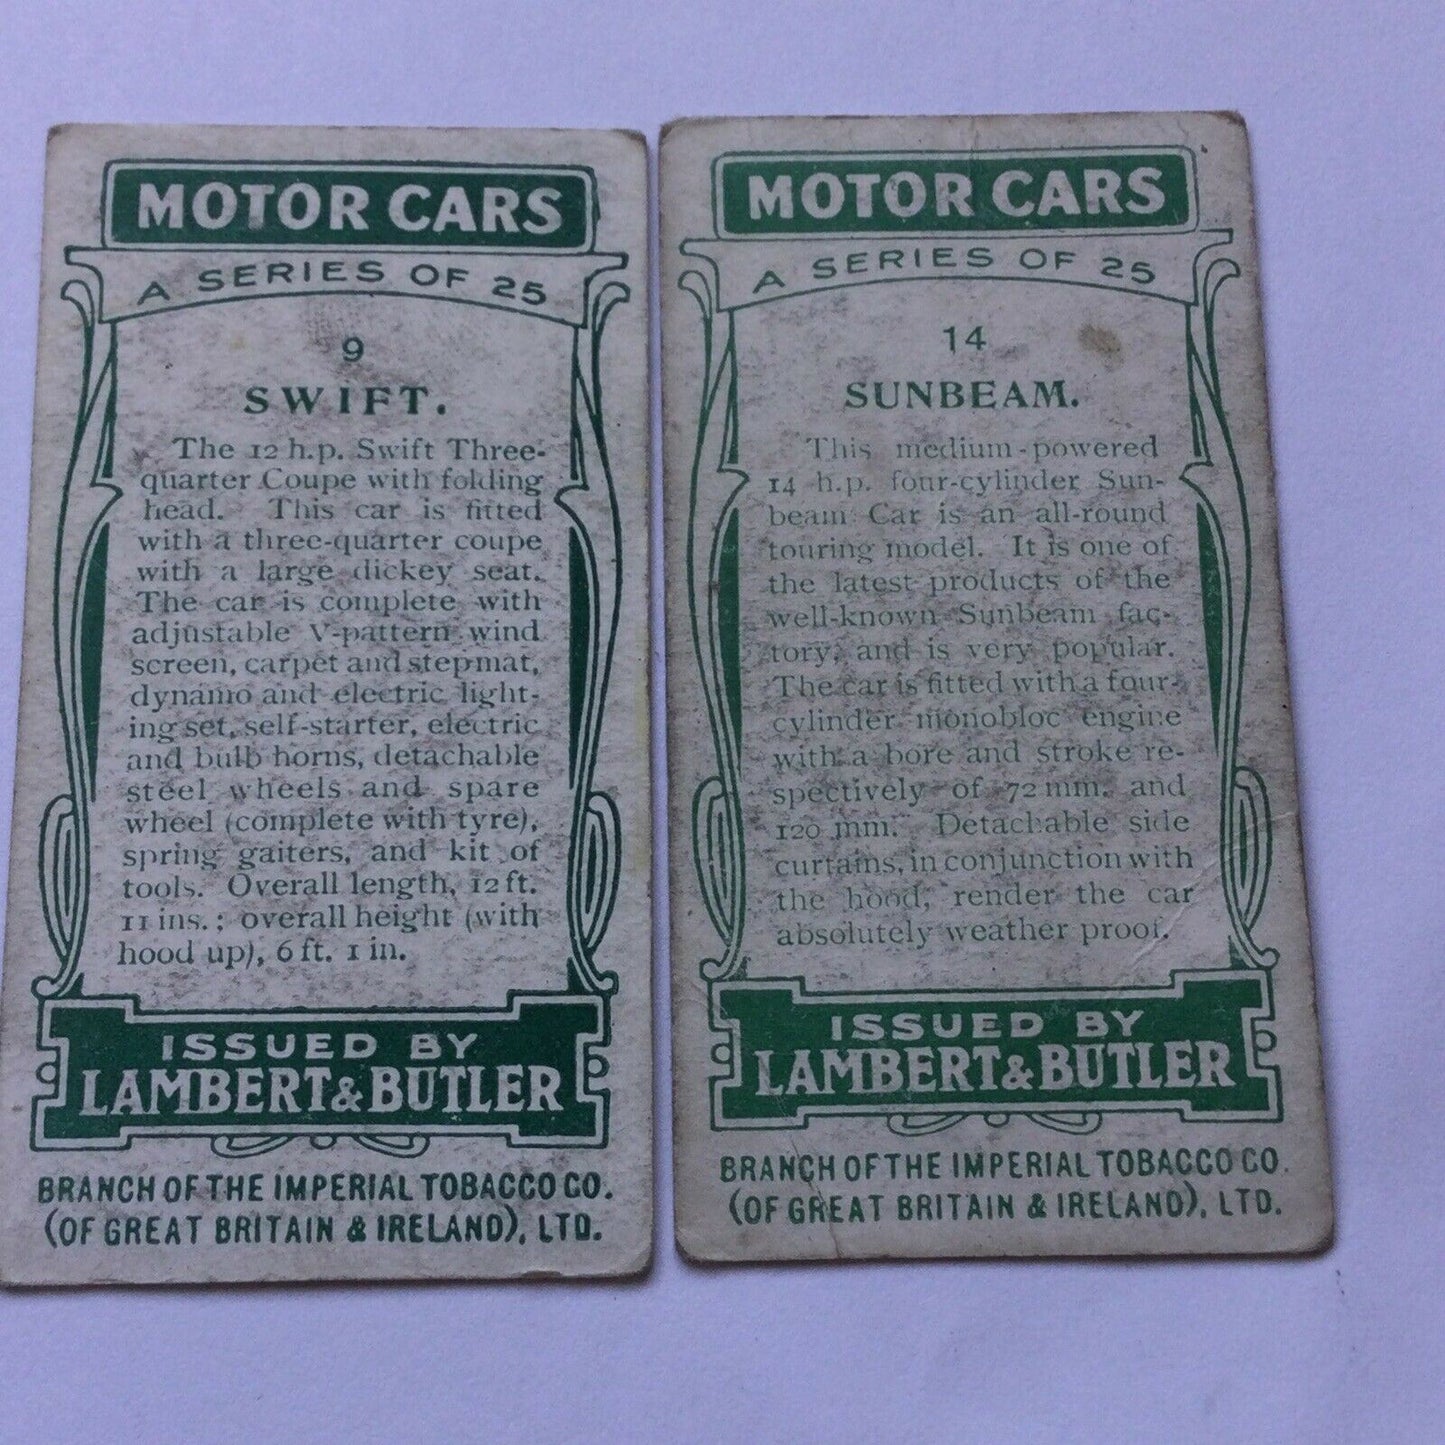 MOTOR CARS
A SERIES OF 25
9
SWIFT.
The 12 h.p. Swift Three-
quarter Coupe with folding
head. This car is fitted
with a three-quarter coupe
with a large dickey seat.
The car is complete with
adjustable V-pattern wind
screen, carpet and stepmat,
dynamo and electric light-
ing set, self-starter, electric
and bulb horns, detachable
steel wheels and spare
wheel (complete with tyre),
spring gaiters, and kit of
tools. Overall length, 12 ft.
11 ins.; overall height (with
hood up), 6 ft. 1 in.
ISSUED BY
LAMBERT & BUTLER
BRANCH OF THE IMPERIAL TOBACCO CO.
(OF GREAT BRITAIN & IRELAND), LTD.
MOTOR CARS
A SERIES OF 25
14
SUNBEAM.
This medium-powered
14 h.p. four-cylinder Sun-
beam Car is an all-round
touring model. It is one of
the latest products of the
well-known Sunbeam fac-
tory, and is very popular.
The car is fitted with a four-
cylinder monobloc engine
with a bore and stroke re-
spectively of 72 mm. and
120 mm. Detachable side
curtains, in conjunction with
the hood, render the car
absolutely weather proof.
ISSUED BY
LAMBERT & BUTLER
BRANCH OF THE IMPERIAL TOBACCO CO.
(OF GREAT BRITAIN & IRELAND), LTD.